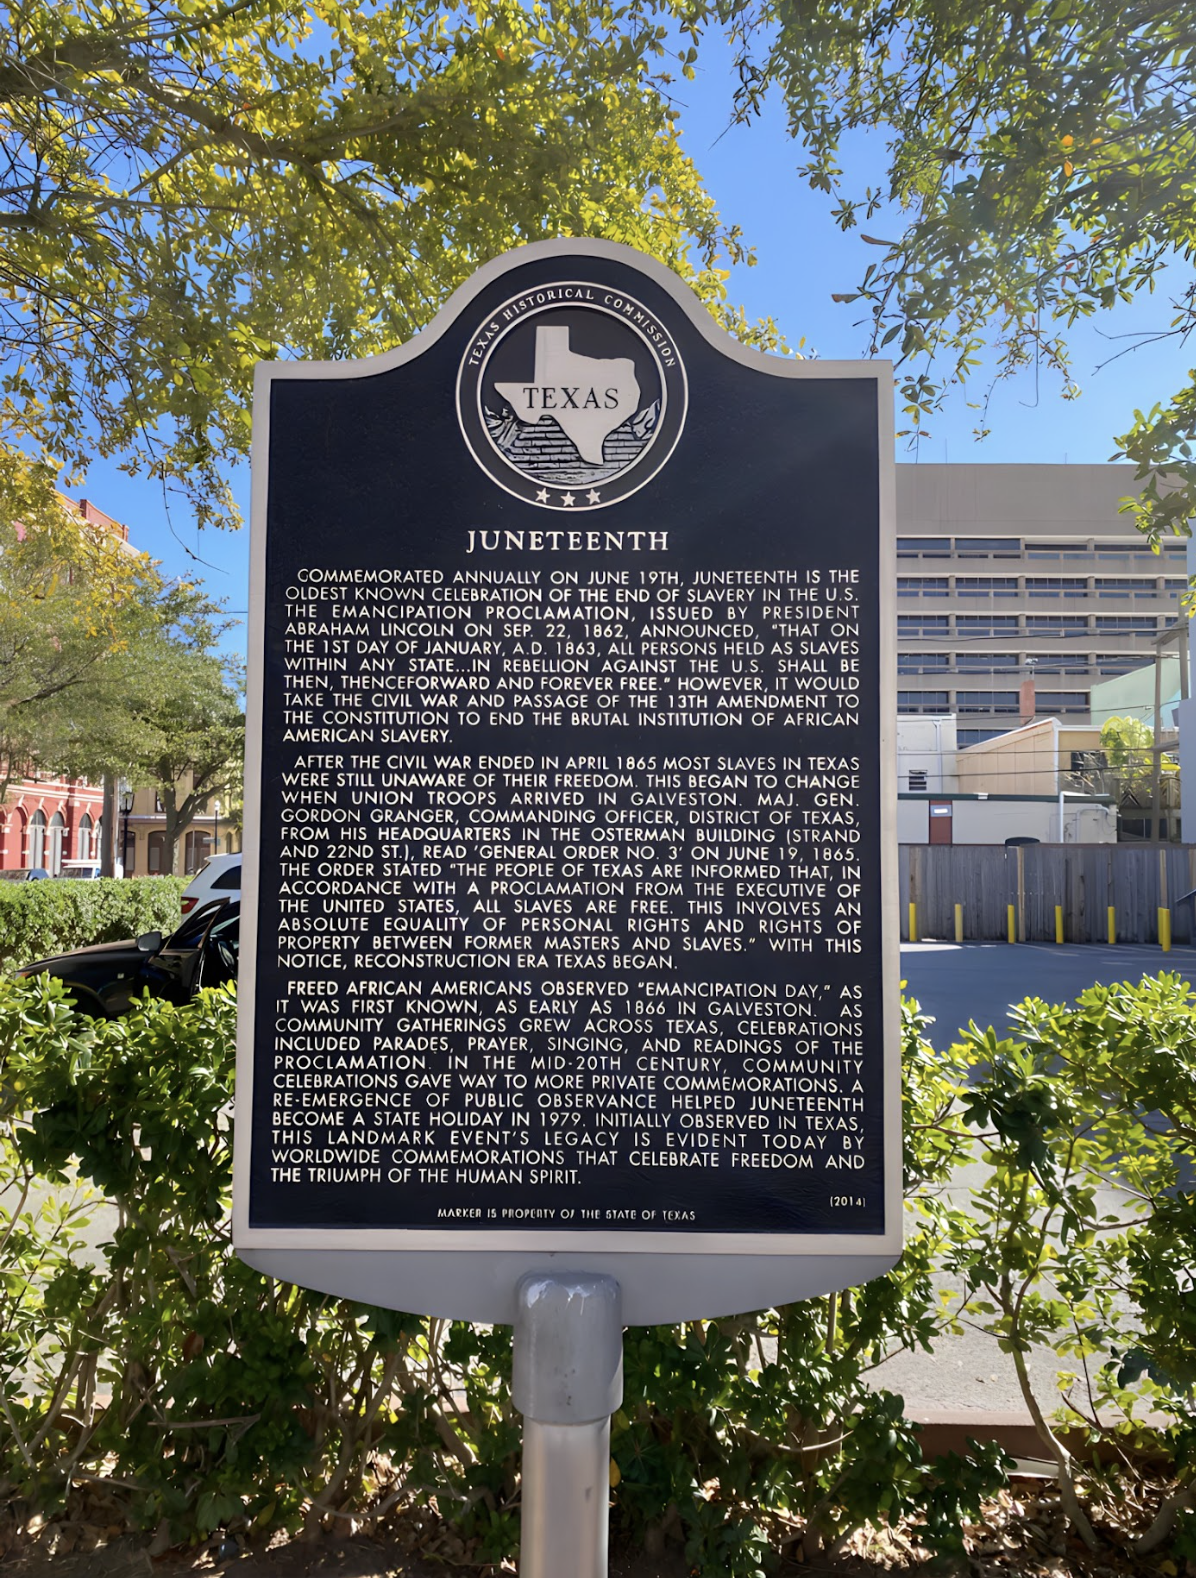 TEXAS HISTORICAL COMMISSION
TEXAS
JUNETEENTH
COMMEMORATED ANNUALLY ON JUNE 19TH, JUNETEENTH IS THE
OLDEST KNOWN CELEBRATION OF THE END OF SLAVERY IN THE U.S.
THE EMANCIPATION PROCLAMATION, ISSUED BY PRESIDENT
ABRAHAM LINCOLN ON SEP. 22, 1862, ANNOUNCED, "THAT ON
THE 1ST DAY OF JANUARY, A.D. 1863, ALL PERSONS HELD AS SLAVES
WITHIN ANY STATE...IN REBELLION AGAINST THE U.S. SHALL BE
THEN, THENCEFORWARD AND FOREVER FREE." HOWEVER, IT WOULD
TAKE THE CIVIL WAR AND PASSAGE OF THE 13TH AMENDMENT TO
THE CONSTITUTION TO END THE BRUTAL INSTITUTION OF AFRICAN
AMERICAN SLAVERY.
AFTER THE CIVIL WAR ENDED IN APRIL 1865 MOST SLAVES IN TEXAS
WERE STILL UNAWARE OF THEIR FREEDOM. THIS BEGAN TO CHANGE
WHEN UNION TROOPS ARRIVED IN GALVESTON. MAJ. GEN.
GORDON GRANGER, COMMANDING OFFICER, DISTRICT OF TEXAS,
FROM HIS HEADQUARTERS IN THE OSTERMAN BUILDING (STRAND
AND 22ND ST.), READ 'GENERAL ORDER NO. 3' ON JUNE 19, 1865.
THE ORDER STATED "THE PEOPLE OF TEXAS ARE INFORMED THAT, IN
ACCORDANCE WITH A PROCLAMATION FROM THE EXECUTIVE OF
THE UNITED STATES, ALL SLAVES ARE FREE. THIS INVOLVES AN
ABSOLUTE EQUALITY OF PERSONAL RIGHTS AND RIGHTS OF
PROPERTY BETWEEN FORMER MASTERS AND SLAVES." WITH THIS
NOTICE, RECONSTRUCTION ERA TEXAS BEGAN.
FREED AFRICAN AMERICANS OBSERVED "EMANCIPATION DAY," AS
IT WAS FIRST KNOWN, AS EARLY AS 1866 IN GALVESTON. AS
COMMUNITY GATHERINGS GREW ACROSS TEXAS, CELEBRATIONS
INCLUDED PARADES, PRAYER, SINGING, AND READINGS OF THE
PROCLAMATION. IN THE MID-20TH CENTURY, COMMUNITY
CELEBRATIONS GAVE WAY TO MORE PRIVATE COMMEMORATIONS. A
RE-EMERGENCE OF PUBLIC OBSERVANCE HELPED JUNETEENTH
BECOME A STATE HOLIDAY IN 1979. INITIALLY OBSERVED IN TEXAS,
THIS LANDMARK EVENT'S LEGACY IS EVIDENT TODAY BY
WORLDWIDE COMMEMORATIONS THAT CELEBRATE FREEDOM AND
THE TRIUMPH OF THE HUMAN SPIRIT.
(2014)
MARKER IS PROPERTY OF THE STATE OF TEXAS